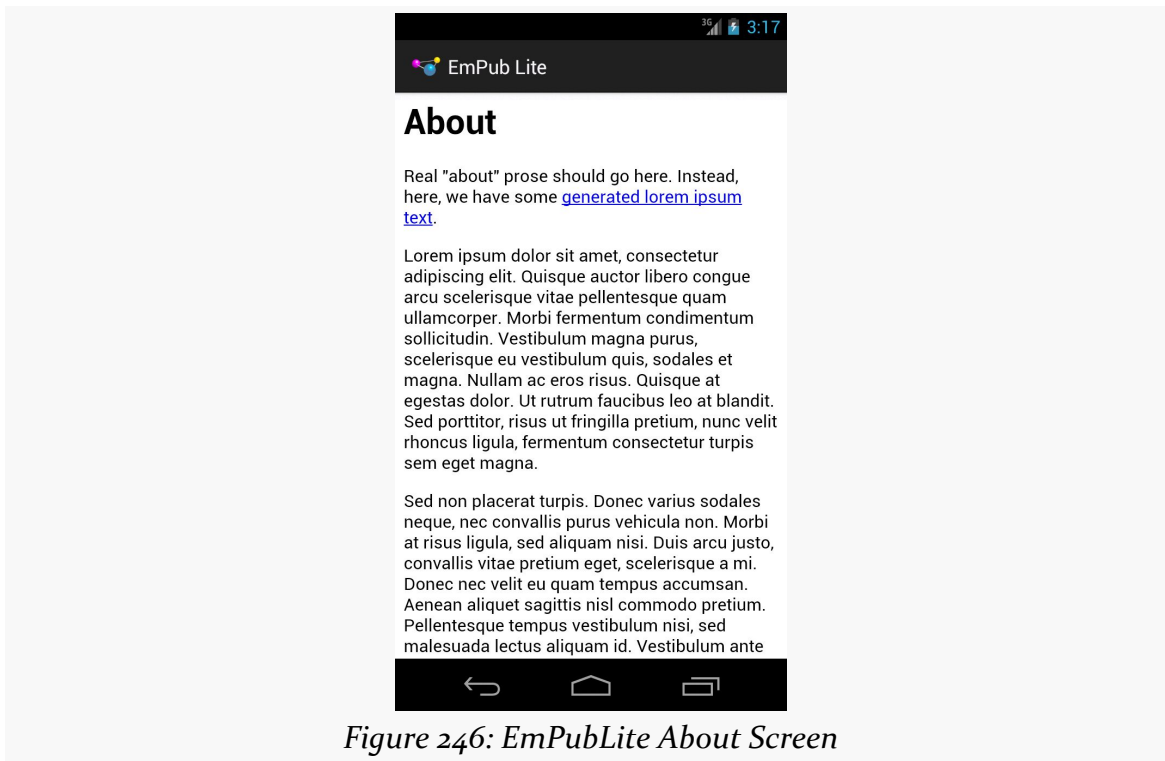 3G 3:17
EmPub Lite
About
Real "about" prose should go here. Instead,
here, we have some generated lorem ipsum
text.
Lorem ipsum dolor sit amet, consectetur
adipiscing elit. Quisque auctor libero congue
arcu scelerisque vitae pellentesque quam
ullamcorper. Morbi fermentum condimentum
sollicitudin. Vestibulum magna purus,
scelerisque eu vestibulum quis, sodales et
magna. Nullam ac eros risus. Quisque at
egestas dolor. Ut rutrum faucibus leo at blandit.
Sed porttitor, risus ut fringilla pretium, nunc velit
rhoncus ligula, fermentum consectetur turpis
sem eget magna.
Sed non placerat turpis. Donec varius sodales
neque, nec convallis purus vehicula non. Morbi
at risus ligula, sed aliquam nisi. Duis arcu justo,
convallis vitae pretium eget, scelerisque a mi.
Donec nec velit eu quam tempus accumsan.
Aenean aliquet sagittis nisl commodo pretium.
Pellentesque tempus vestibulum nisi, sed
malesuada lectus aliquam id. Vestibulum ante
Figure 246: EmPubLite About Screen